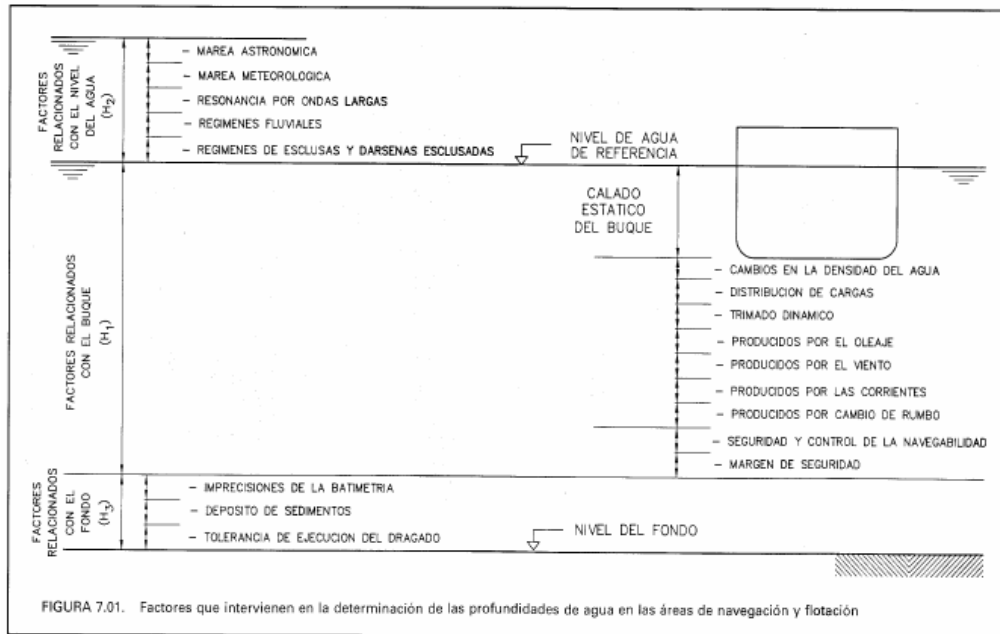 FACTORES
RELACIONADOS
CON EL NIVEL
DEL AGUA
(H₂)
– MAREA ASTRONOMICA
– MAREA METEOROLOGICA
– RESONANCIA POR ONDAS LARGAS
– REGIMENES FLUVIALES
– REGIMENES DE ESCLUSAS Y DARSENAS ESCLUSADAS
NIVEL DE AGUA
DE REFERENCIA
FACTORES RELACIONADOS
CON EL BUQUE
(H₁)
CALADO
ESTATICO
DEL BUQUE
– CAMBIOS EN LA DENSIDAD DEL AGUA
– DISTRIBUCION DE CARGAS
– TRIMADO DINAMICO
– PRODUCIDOS POR EL OLEAJE
– PRODUCIDOS POR EL VIENTO
– PRODUCIDOS POR LAS CORRIENTES
– PRODUCIDOS POR CAMBIO DE RUMBO
– SEGURIDAD Y CONTROL DE LA NAVEGABILIDAD
– MARGEN DE SEGURIDAD
FACTORES
RELACIONADOS
CON EL
FONDO
(H₃)
– IMPRECISIONES DE LA BATIMETRIA
– DEPOSITO DE SEDIMENTOS
– TOLERANCIA DE EJECUCION DEL DRAGADO
NIVEL DEL FONDO
FIGURA 7.01. Factores que intervienen en la determinación de las profundidades de agua en las áreas de navegación y flotación